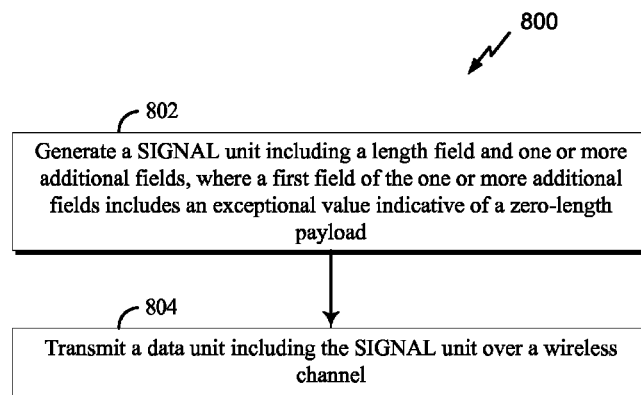 800
802
Generate a SIGNAL unit including a length field and one or more
additional fields, where a first field of the one or more additional
fields includes an exceptional value indicative of a zero-length
payload
804
Transmit a data unit including the SIGNAL unit over a wireless
channel